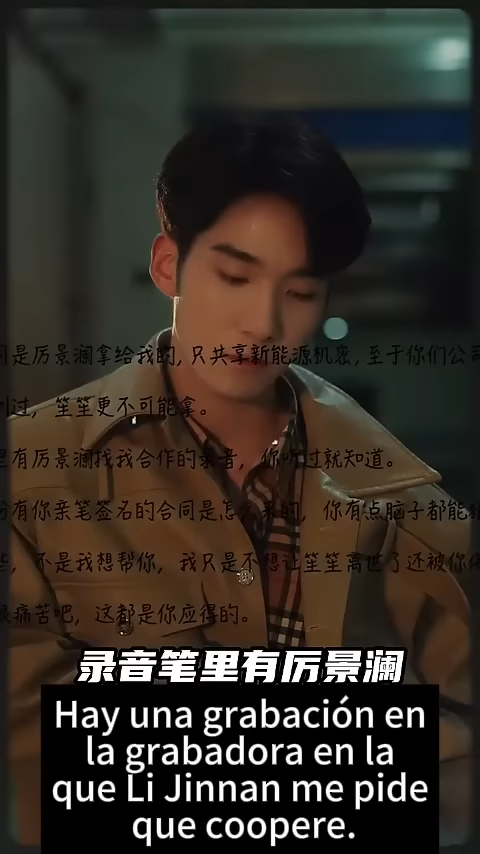 同是厉景澜拿给我的，只共享新能源机密，至于你们公司
过，笙笙更不可能拿。
里有厉景澜找我合作的录音，你听过就知道。
份有你亲笔签名的合同是怎么来的，你有点脑子都能
些，不是我想帮你，我只是不想让笙笙离世了还被你
很痛苦吧，这都是你应得的。
录音笔里有厉景澜
Hay una grabación en
la grabadora en la
que Li Jinnan me pide
que coopere.